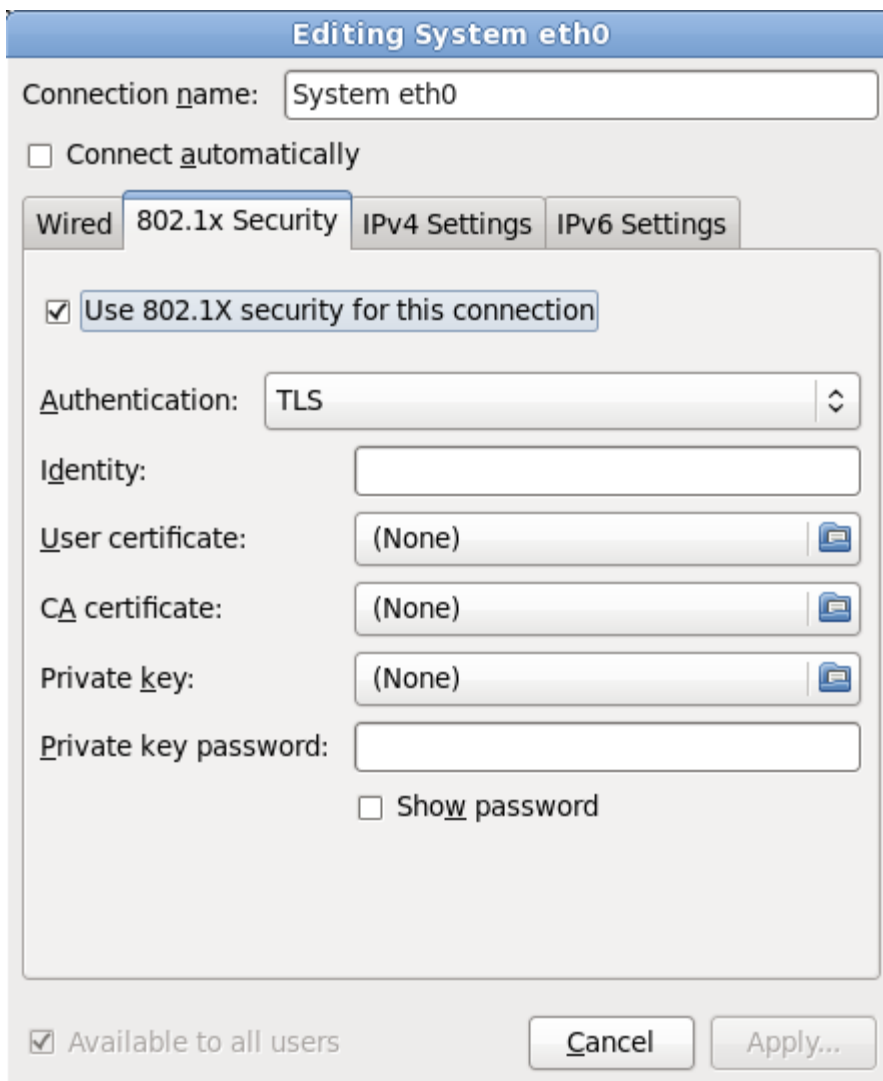 Editing System eth0
Connection name: System eth0
Connect automatically
Wired 802.1x Security IPv4 Settings IPv6 Settings
Use 802.1X security for this connection
Authentication: TLS
Identity:
User certificate: (None)
CA certificate: (None)
Private key: (None)
Private key password:
Show password
Available to all users Cancel Apply...